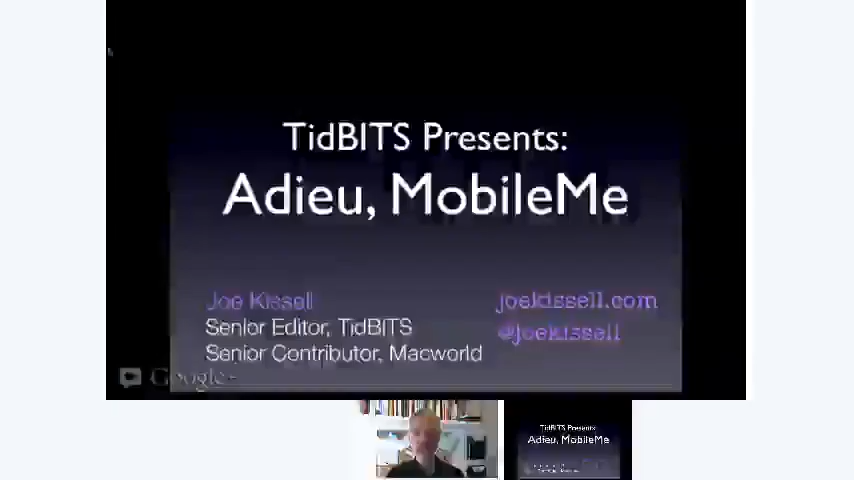 TidBITS Presents:
Adieu, MobileMe
Joe Kissell
Senior Editor, TidBITS
Senior Contributor, Macworld
joekissell.com
@joekissell
Google+
TidBITS Presents:
Adieu, MobileMe